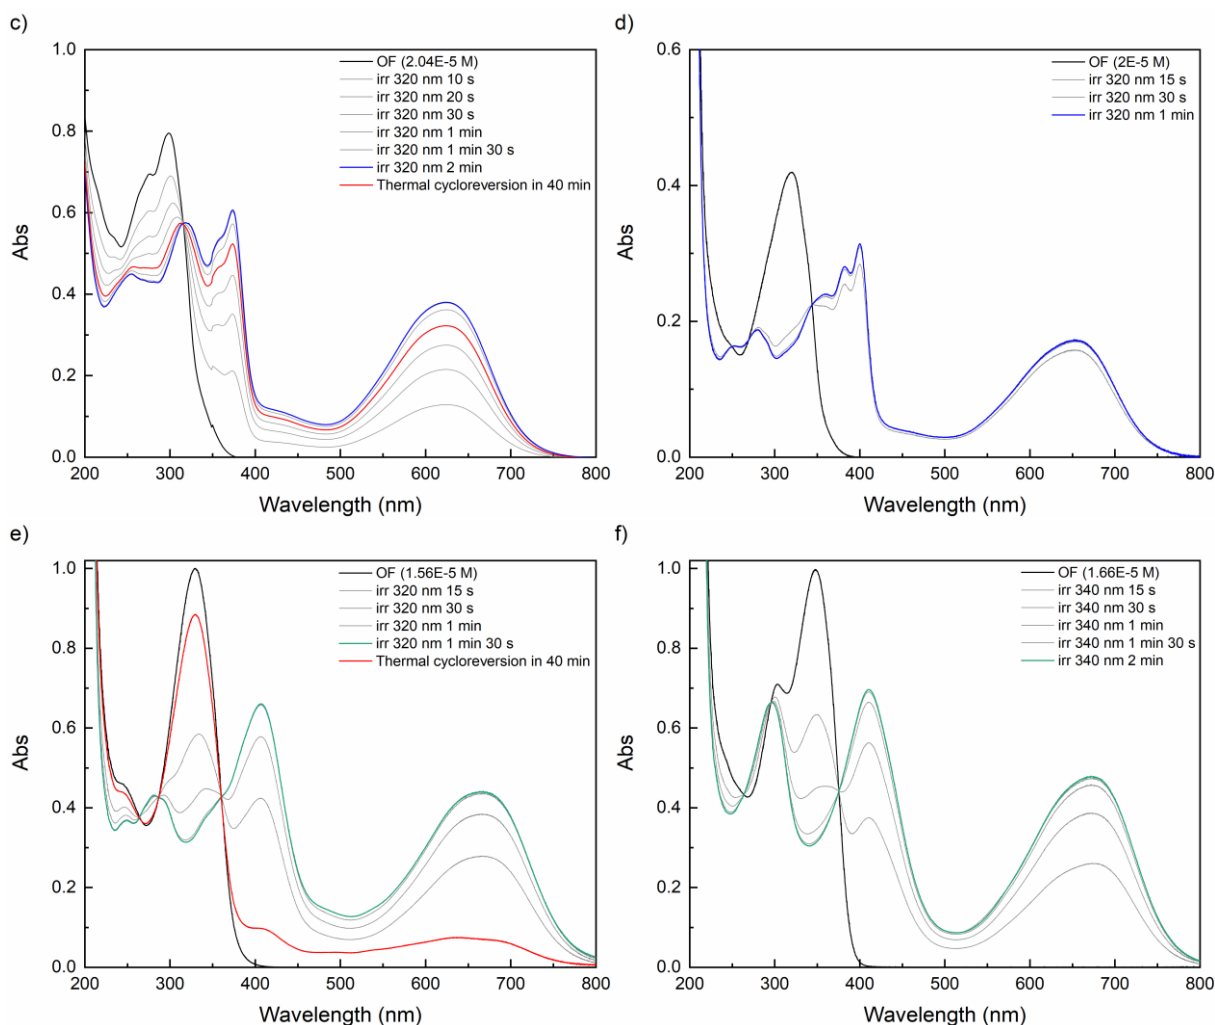 c)
1.0
0.8
0.6
0.4
0.2
0.0
Abs
OF (2.04E-5 M)
irr 320 nm 10 s
irr 320 nm 20 s
irr 320 nm 30 s
irr 320 nm 1 min
irr 320 nm 1 min 30 s
irr 320 nm 2 min
Thermal cycloreversion in 40 min
200 300 400 500 600 700 800
Wavelength (nm)
d)
0.6
0.4
0.2
0.0
Abs
OF (2E-5 M)
irr 320 nm 15 s
irr 320 nm 30 s
irr 320 nm 1 min
200 300 400 500 600 700 800
Wavelength (nm)
e)
1.0
0.8
0.6
0.4
0.2
0.0
Abs
OF (1.56E-5 M)
irr 320 nm 15 s
irr 320 nm 30 s
irr 320 nm 1 min
irr 320 nm 1 min 30 s
Thermal cycloreversion in 40 min
200 300 400 500 600 700 800
Wavelength (nm)
f)
1.0
0.8
0.6
0.4
0.2
0.0
Abs
OF (1.66E-5 M)
irr 340 nm 15 s
irr 340 nm 30 s
irr 340 nm 1 min
irr 340 nm 1 min 30 s
irr 340 nm 2 min
200 300 400 500 600 700 800
Wavelength (nm)